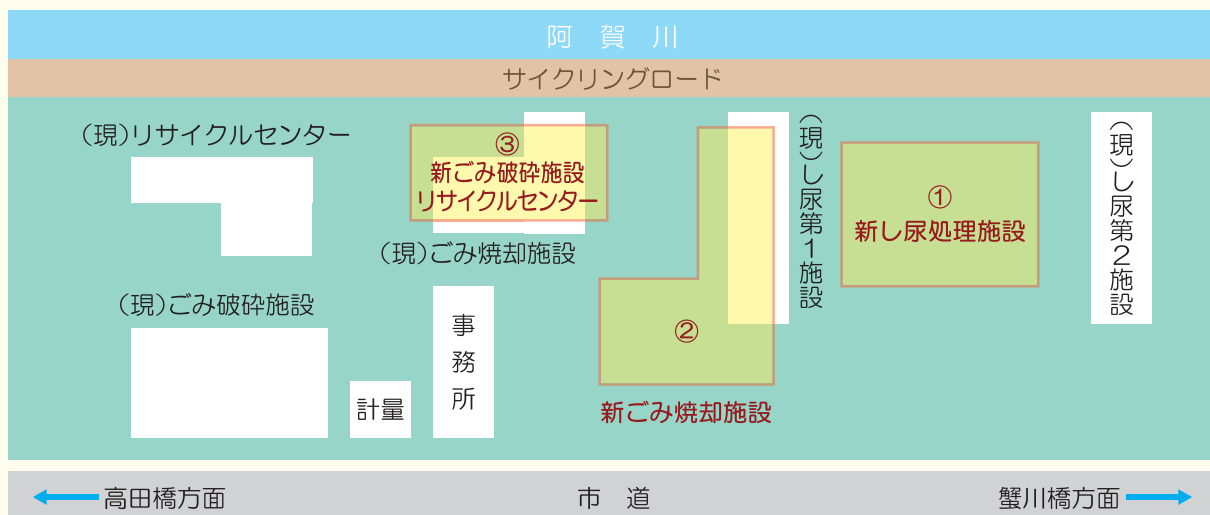 阿賀川
サイクリングロード
(現)リサイクルセンター
③
新ごみ破砕施設
リサイクルセンター
(現)ごみ焼却施設
(現)し尿第1施設
①
新し尿処理施設
(現)し尿第2施設
(現)ごみ破砕施設
計量
事務所
②
新ごみ焼却施設
高田橋方面
市道
蟹川橋方面